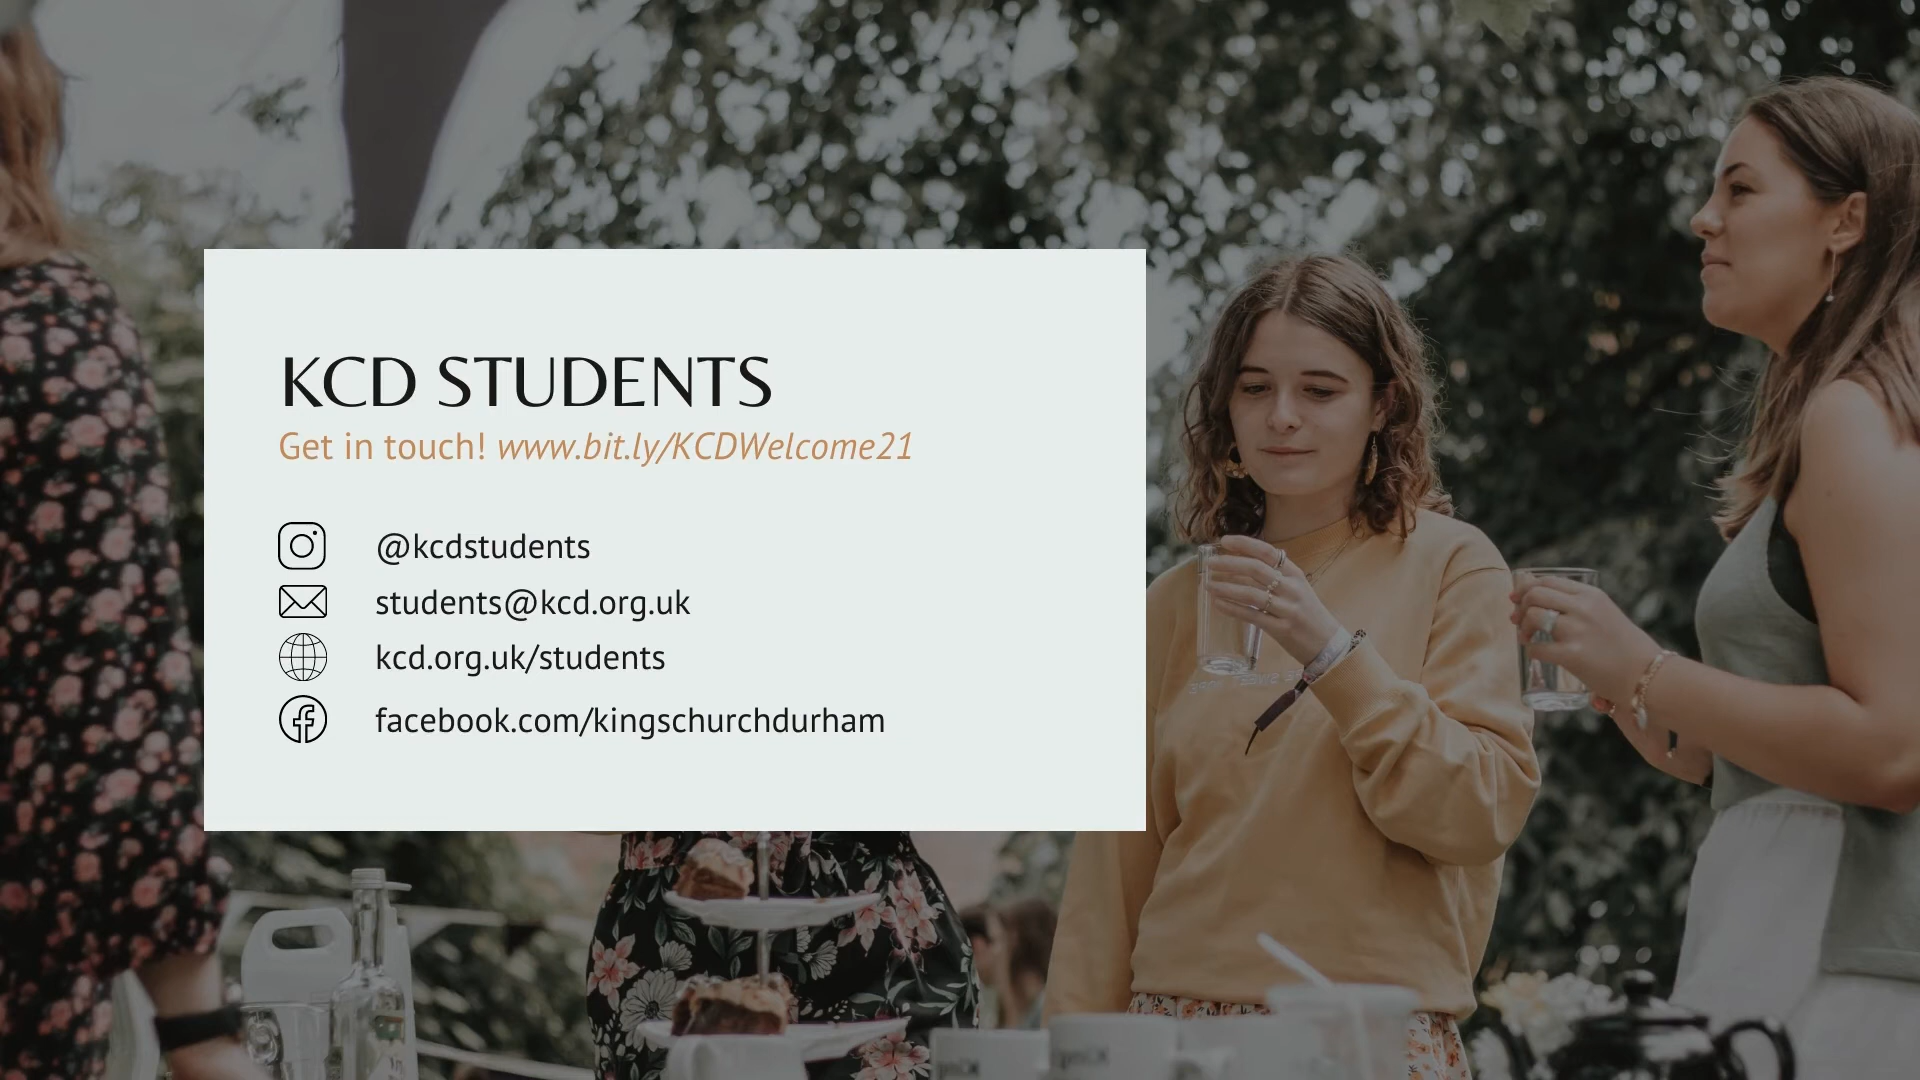 KCD STUDENTS
Get in touch! www.bit.ly/KCDWelcome21
@kcdstudents
students@kcd.org.uk
kcd.org.uk/students
facebook.com/kingschurchdurham